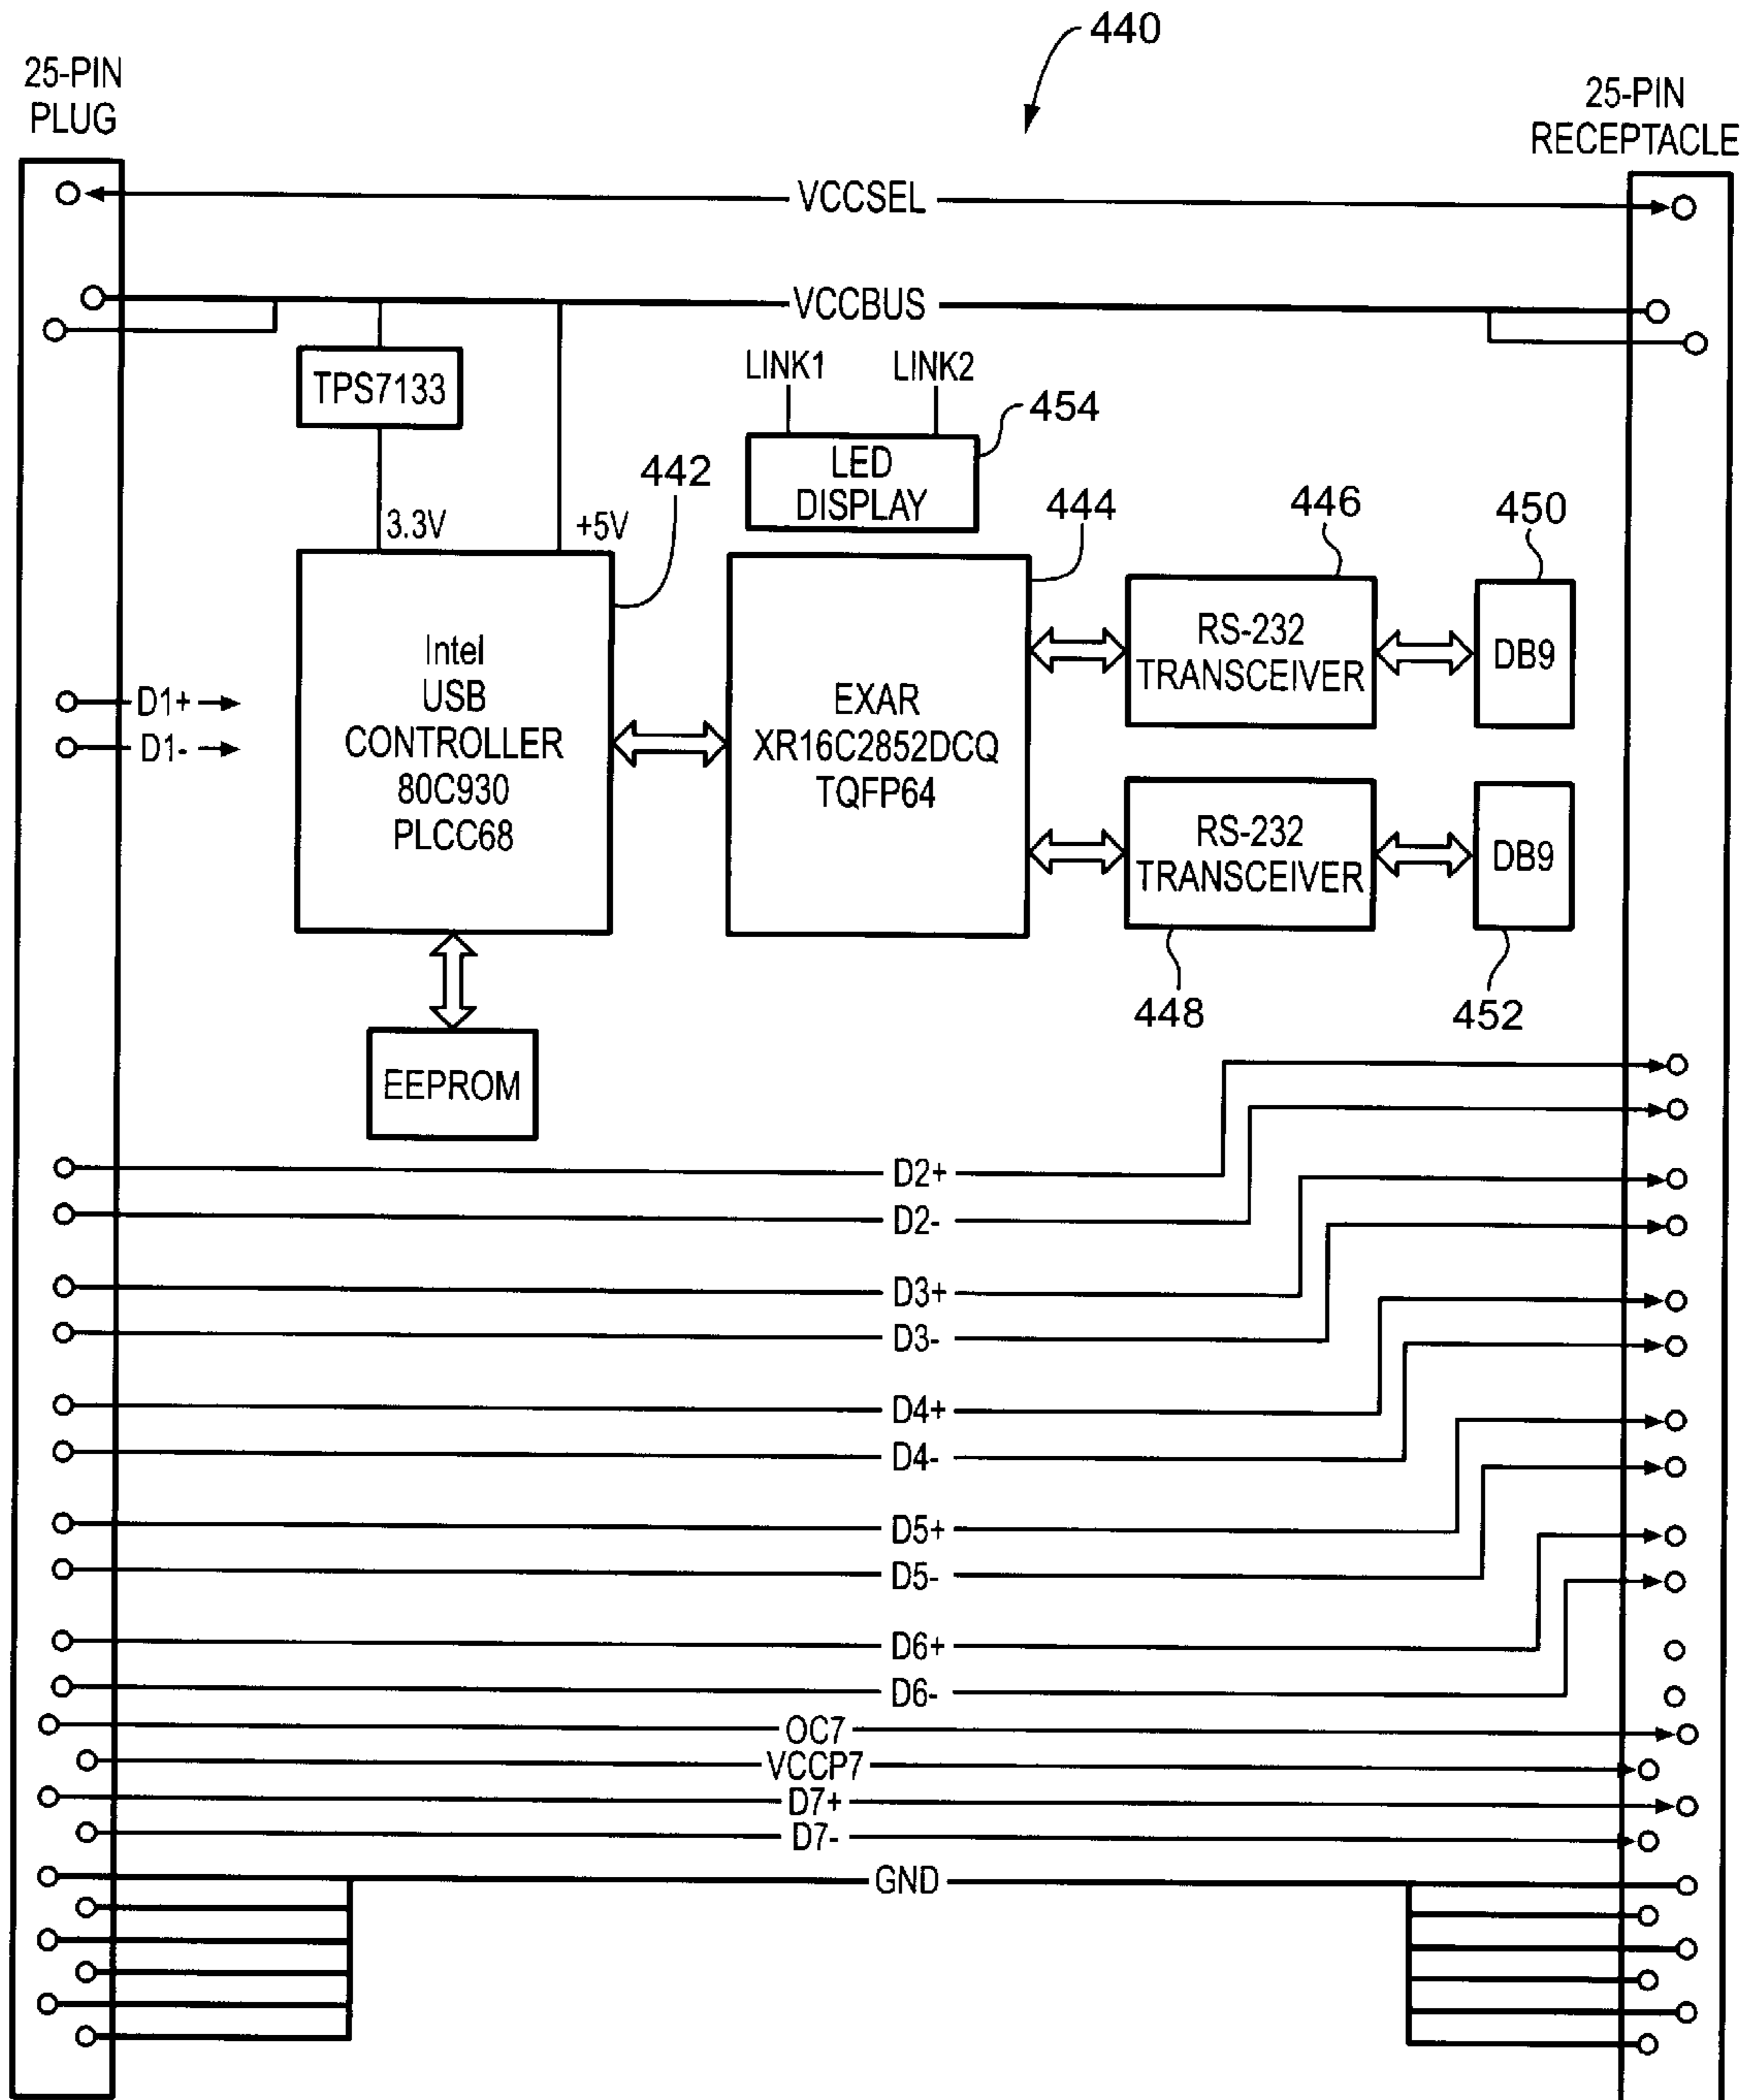 440
25-PIN
PLUG
25-PIN
RECEPTACLE
VCCSEL
VCCBUS
TPS7133
LINK1
LINK2
454
LED
DISPLAY
442
3.3V
+5V
444
446
450
Intel
USB
CONTROLLER
80C930
PLCC68
EXAR
XR16C2852DCQ
TQFP64
RS-232
TRANSCEIVER
DB9
D1+
D1-
RS-232
TRANSCEIVER
DB9
448
452
EEPROM
D2+
D2-
D3+
D3-
D4+
D4-
D5+
D5-
D6+
D6-
OC7
VCCP7
D7+
D7-
GND